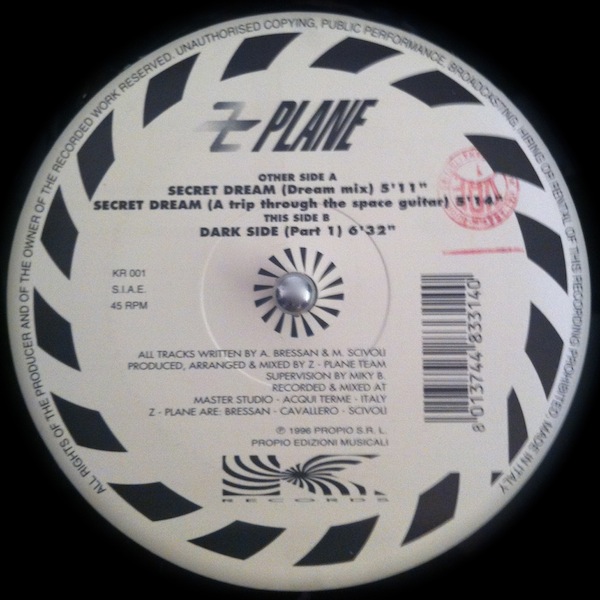 ALL RIGHTS OF THE PRODUCER AND OF THE OWNER OF THE RECORDED WORK RESERVED. UNAUTHORISED COPYING, PUBLIC PERFORMANCE, BROADCASTING, HIRING OR RENTAL OF THIS RECORDING PROHIBITED. MADE IN ITALY
Z PLANE
OTHER SIDE A
SECRET DREAM (Dream mix) 5'11"
SECRET DREAM (A trip through the space guitar) 5'14"
THIS SIDE B
DARK SIDE (Part 1) 6'32"
KR 001
S.I.A.E.
45 RPM
8 013744 833140
ALL TRACKS WRITTEN BY A. BRESSAN & M. SCIVOLI
PRODUCED, ARRANGED & MIXED BY Z - PLANE TEAM
SUPERVISION BY MIKY B.
RECORDED & MIXED AT
MASTER STUDIO - ACQUI TERME - ITALY
Z - PLANE ARE: BRESSAN - CAVALLERO - SCIVOLI
℗ 1996 PROPIO S.R.L.
PROPIO EDIZIONI MUSICALI
RECORDS